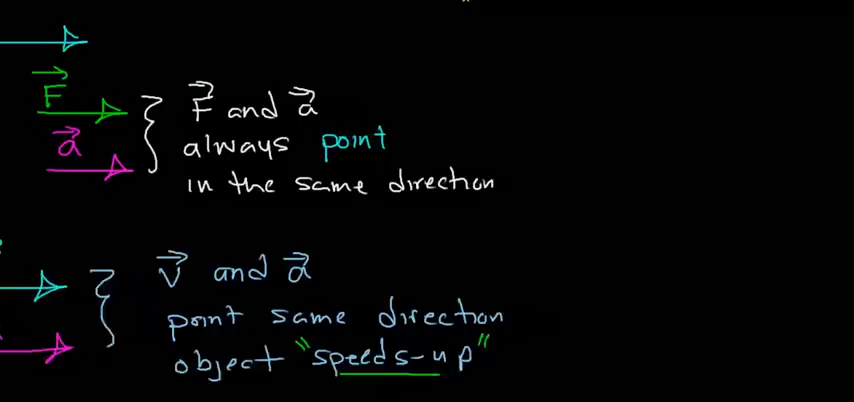 F⃗
F⃗ and a⃗
a⃗
always point
in the same direction
v⃗ and a⃗
point same direction
object "speeds-up"